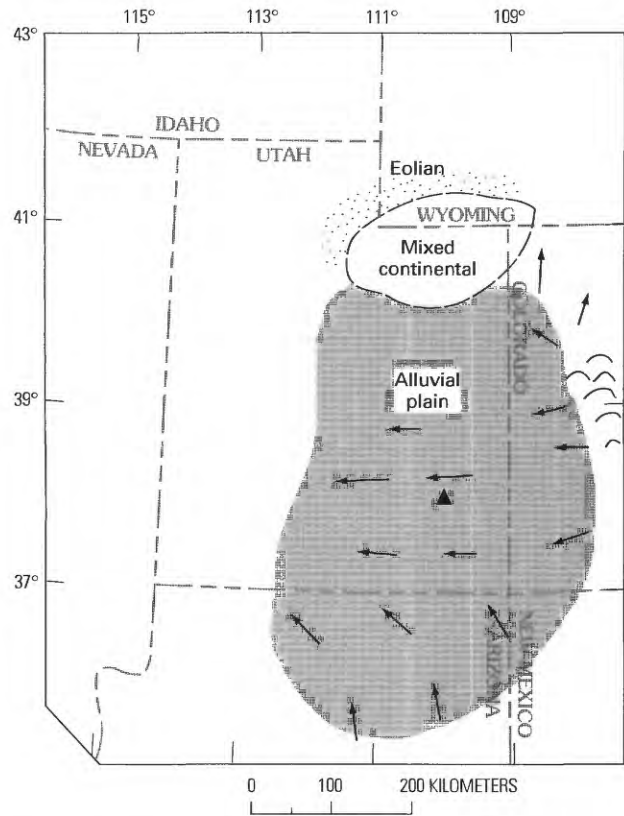 115° 113° 111° 109°
43°
IDAHO
NEVADA UTAH
Eolian
41°
WYOMING
Mixed
continental
COLORADO
39°
Alluvial
plain
37°
NEW MEXICO
ARIZONA
0 100 200 KILOMETERS